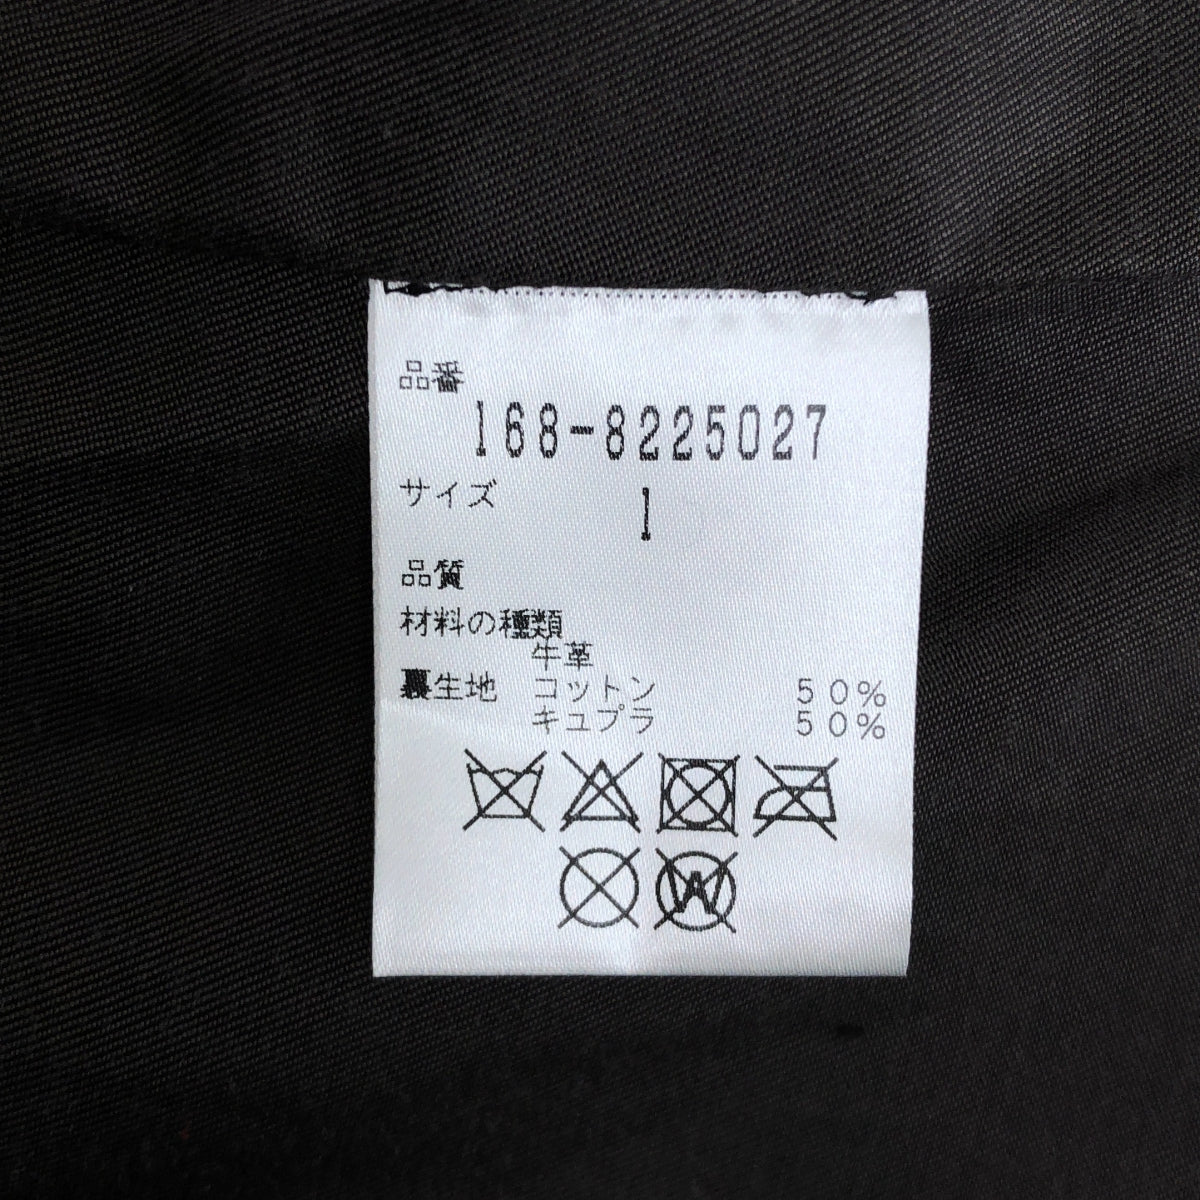 品番
168-8225027
サイズ 1
品質
材料の種類
牛革
裏生地 コットン 50%
キュプラ 50%
W